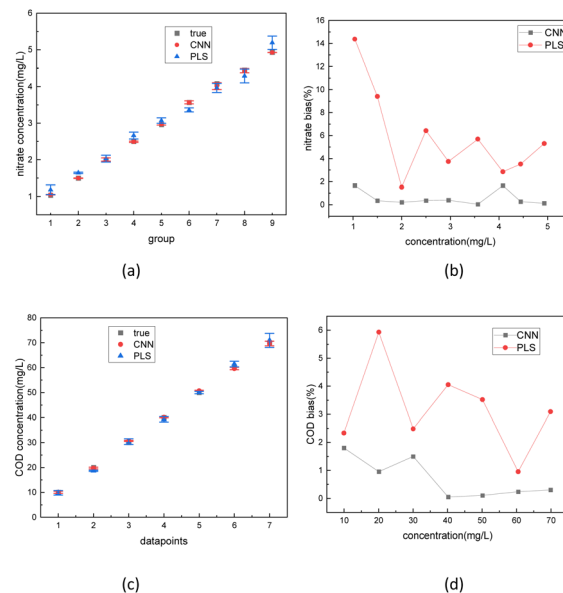 true
CNN
PLS
nitrate concentration(mg/L)
6
5
4
3
2
1
1 2 3 4 5 6 7 8 9
group
(a)
CNN
PLS
nitrate bias(%)
16
14
12
10
8
6
4
2
0
1 2 3 4 5
concentration(mg/L)
(b)
true
CNN
PLS
COD concentration(mg/L)
80
70
60
50
40
30
20
10
0
1 2 3 4 5 6 7
datapoints
(c)
CNN
PLS
COD bias(%)
6
5
4
3
2
1
0
10 20 30 40 50 60 70
concentration(mg/L)
(d)